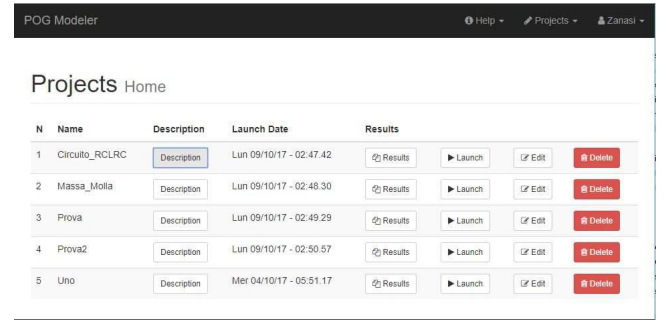 POG Modeler Help Projects Zanasi
Projects Home
N Name Description Launch Date Results
1 Circuito_RCLRC Description Lun 09/10/17 - 02:47.42 Results Launch Edit Delete
2 Massa_Molla Description Lun 09/10/17 - 02:48.30 Results Launch Edit Delete
3 Prova Description Lun 09/10/17 - 02:49.29 Results Launch Edit Delete
4 Prova2 Description Lun 09/10/17 - 02:50.57 Results Launch Edit Delete
5 Uno Description Mer 04/10/17 - 05:51.17 Results Launch Edit Delete